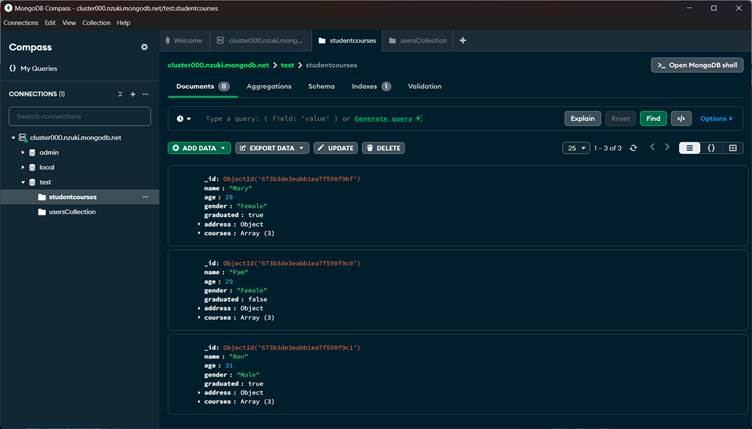 MongoDB Compass - cluster000.nzuki.mongodb.net/test.studentcourses
Connections Edit View Collection Help
Compass
My Queries
CONNECTIONS (1)
Search connections
cluster000.nzuki.mongodb.net
admin
local
test
studentcourses
usersCollection
Welcome
cluster000.nzuki.mong...
studentcourses
usersCollection
cluster000.nzuki.mongodb.net > test > studentcourses
Open MongoDB shell
Documents 0
Aggregations
Schema
Indexes 1
Validation
Type a query: { field: 'value' } or Generate query
Explain
Reset
Find
</>
Options
ADD DATA
EXPORT DATA
UPDATE
DELETE
25
1 – 3 of 3
{}
_id: ObjectId('673b3de3eabb1ea7f590f9bf')
name : "Mary"
age : 28
gender : "Female"
graduated : true
address : Object
courses : Array (3)
_id: ObjectId('673b3de3eabb1ea7f590f9c0')
name : "Pam"
age : 29
gender : "Female"
graduated : false
address : Object
courses : Array (3)
_id: ObjectId('673b3de3eabb1ea7f590f9c1')
name : "Ben"
age : 31
gender : "Male"
graduated : true
address : Object
courses : Array (3)